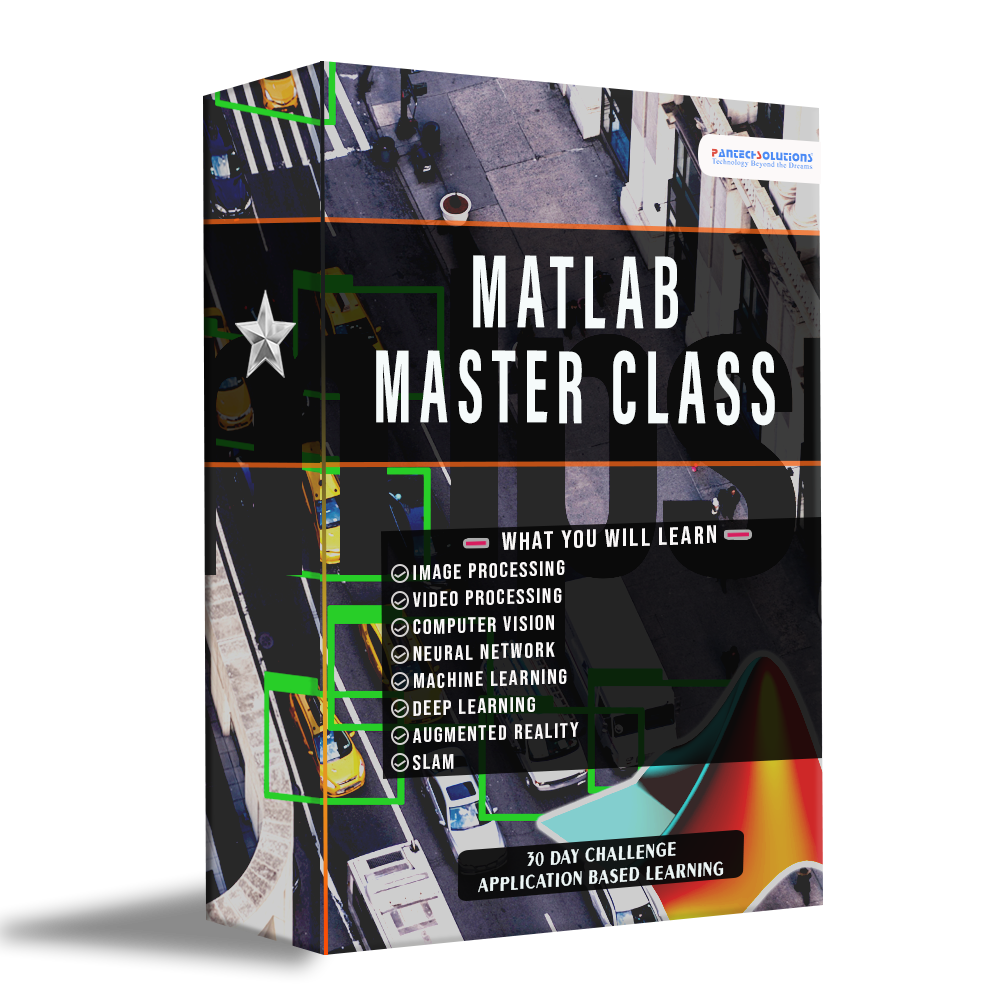 PANTECHSOLUTIONS
Technology Beyond the Dreams
MATLAB
MASTER CLASS
WHAT YOU WILL LEARN
IMAGE PROCESSING
VIDEO PROCESSING
COMPUTER VISION
NEURAL NETWORK
MACHINE LEARNING
DEEP LEARNING
AUGMENTED REALITY
SLAM
30 DAY CHALLENGE
APPLICATION BASED LEARNING